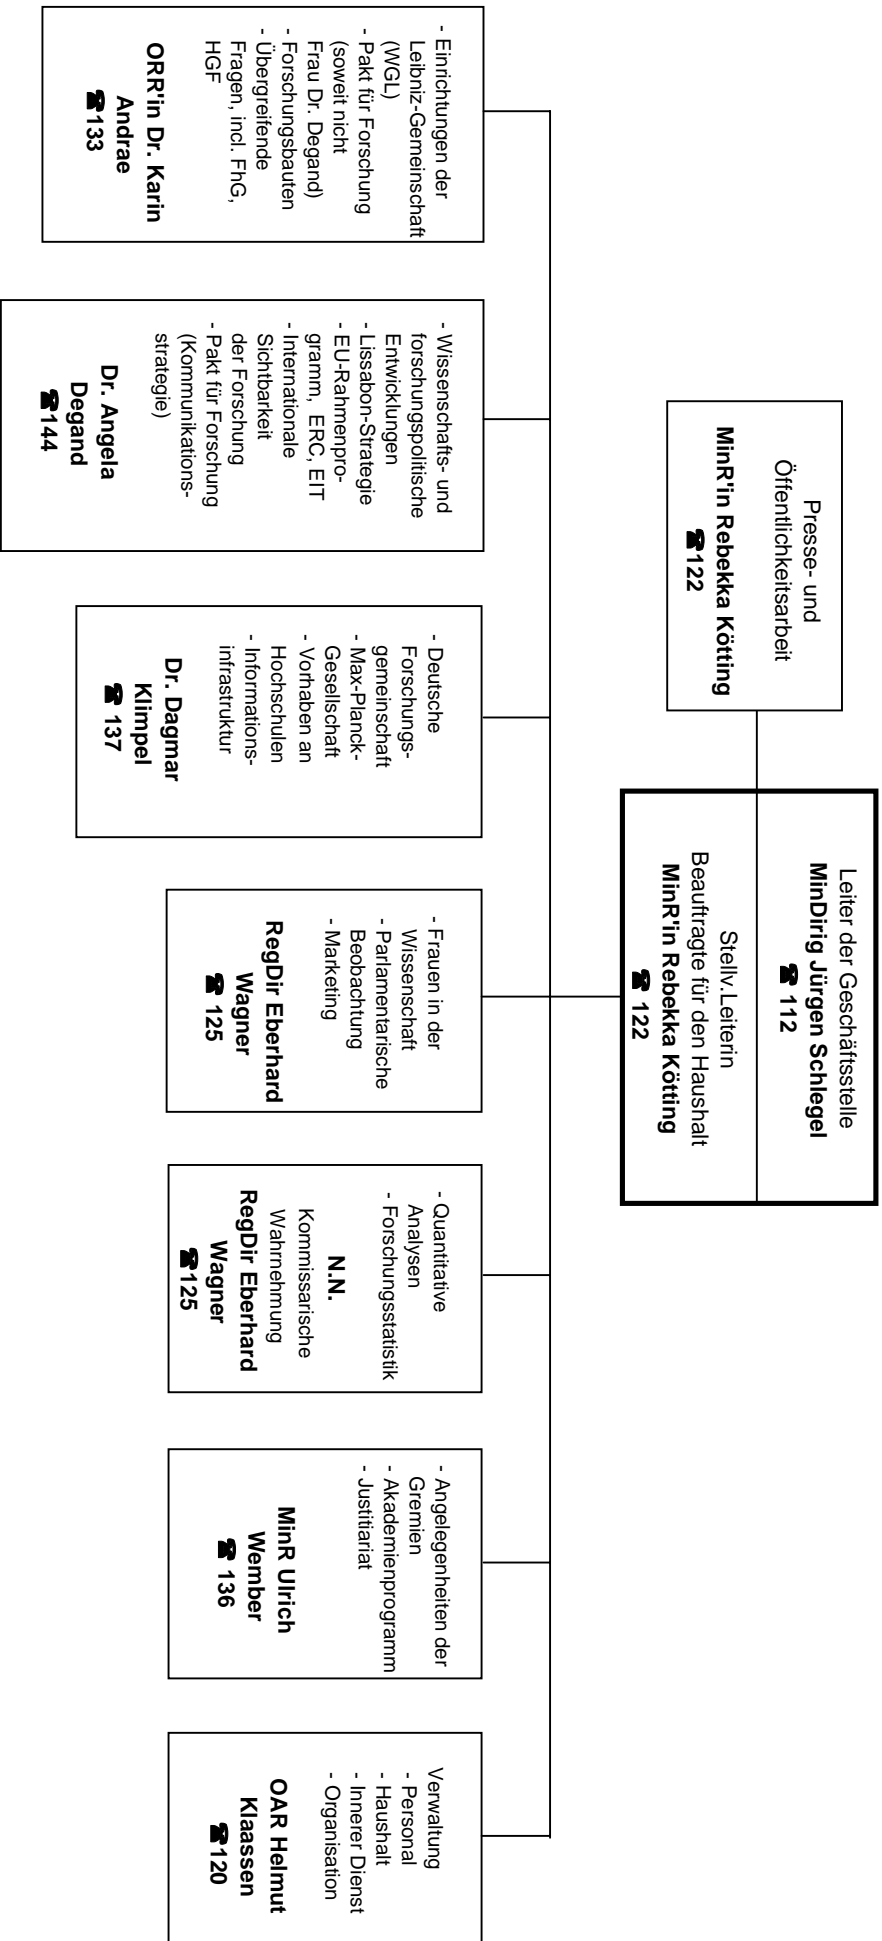 Leiter der Geschäftsstelle
MinDirig Jürgen Schlegel
☎ 112
Stellv.Leiterin
Beauftragte für den Haushalt
MinR'in Rebekka Kötting
☎ 122
Presse- und
Öffentlichkeitsarbeit
MinR'in Rebekka Kötting
☎122
- Einrichtungen der
Leibniz-Gemeinschaft
(WGL)
- Pakt für Forschung
(soweit nicht
Frau Dr. Degand)
- Forschungsbauten
- Übergreifende
Fragen, incl. FhG,
HGF
ORR'in Dr. Karin
Andrae
☎133
- Wissenschafts- und
forschungspolitische
Entwicklungen
- Lissabon-Strategie
- EU-Rahmenpro-
gramm, ERC, EIT
- Internationale
Sichtbarkeit
der Forschung
- Pakt für Forschung
(Kommunikations-
strategie)
Dr. Angela
Degand
☎144
- Deutsche
Forschungs-
gemeinschaft
- Max-Planck-
Gesellschaft
- Vorhaben an
Hochschulen
- Informations-
infrastruktur
Dr. Dagmar
Klimpel
☎ 137
- Frauen in der
Wissenschaft
- Parlamentarische
Beobachtung
- Marketing
RegDir Eberhard
Wagner
☎ 125
- Quantitative
Analysen
- Forschungsstatistik
N.N.
Kommissarische
Wahrnehmung
RegDir Eberhard
Wagner
☎125
- Angelegenheiten der
Gremien
- Akademienprogramm
- Justitiariat
MinR Ulrich
Wember
☎ 136
Verwaltung
- Personal
- Haushalt
- Innerer Dienst
- Organisation
OAR Helmut
Klaassen
☎120